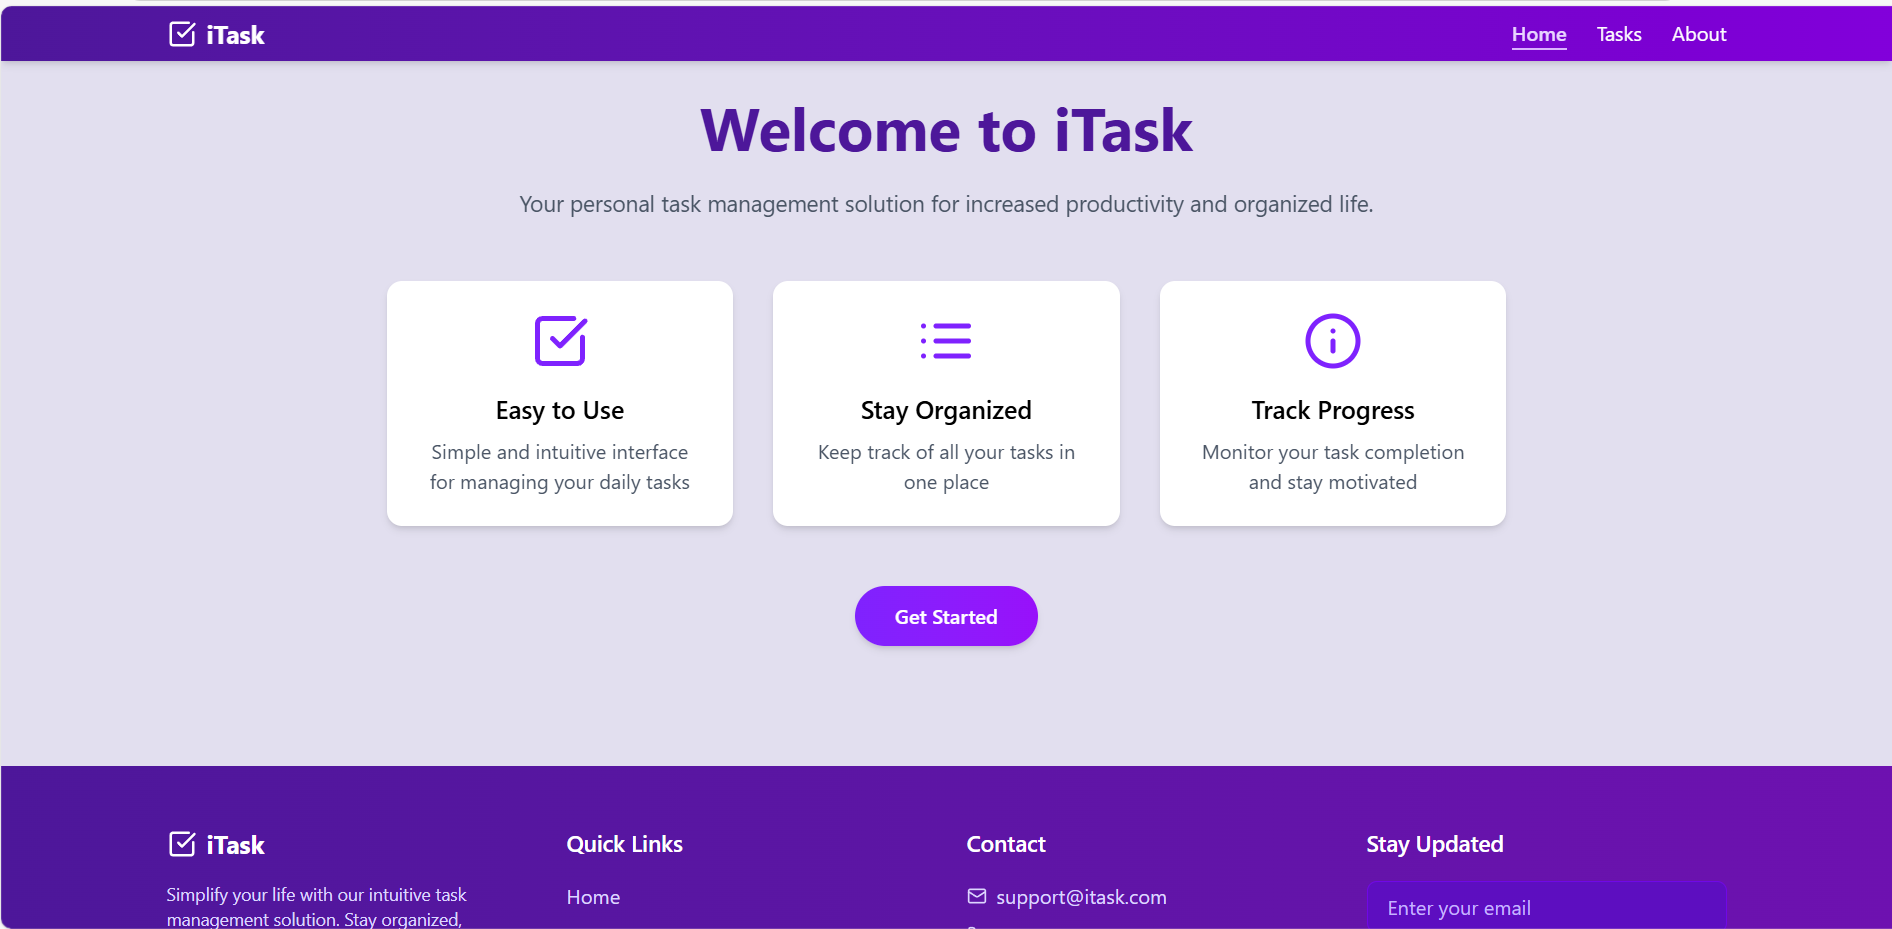 iTask
Home Tasks About
Welcome to iTask
Your personal task management solution for increased productivity and organized life.
Easy to Use
Simple and intuitive interface
for managing your daily tasks
Stay Organized
Keep track of all your tasks in
one place
Track Progress
Monitor your task completion
and stay motivated
Get Started
iTask
Simplify your life with our intuitive task
management solution. Stay organized,
Quick Links
Home
Contact
support@itask.com
Stay Updated
Enter your email